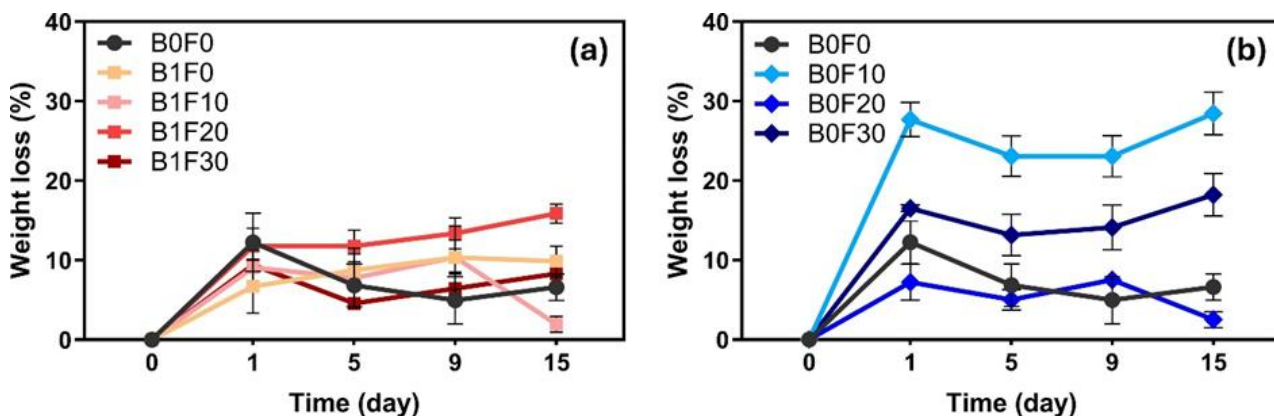 (a)
Weight loss (%)
40
30
20
10
0
B0F0
B1F0
B1F10
B1F20
B1F30
0 1 5 9 15
Time (day)
(b)
Weight loss (%)
40
30
20
10
0
B0F0
B0F10
B0F20
B0F30
0 1 5 9 15
Time (day)